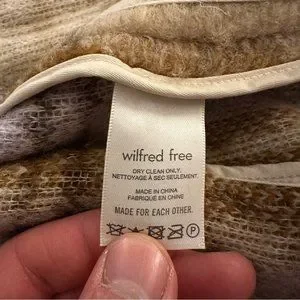 wilfred free
DRY CLEAN ONLY.
NETTOYAGE À SEC SEULEMENT.
MADE IN CHINA
FABRIQUÉ EN CHINE
MADE FOR EACH OTHER.